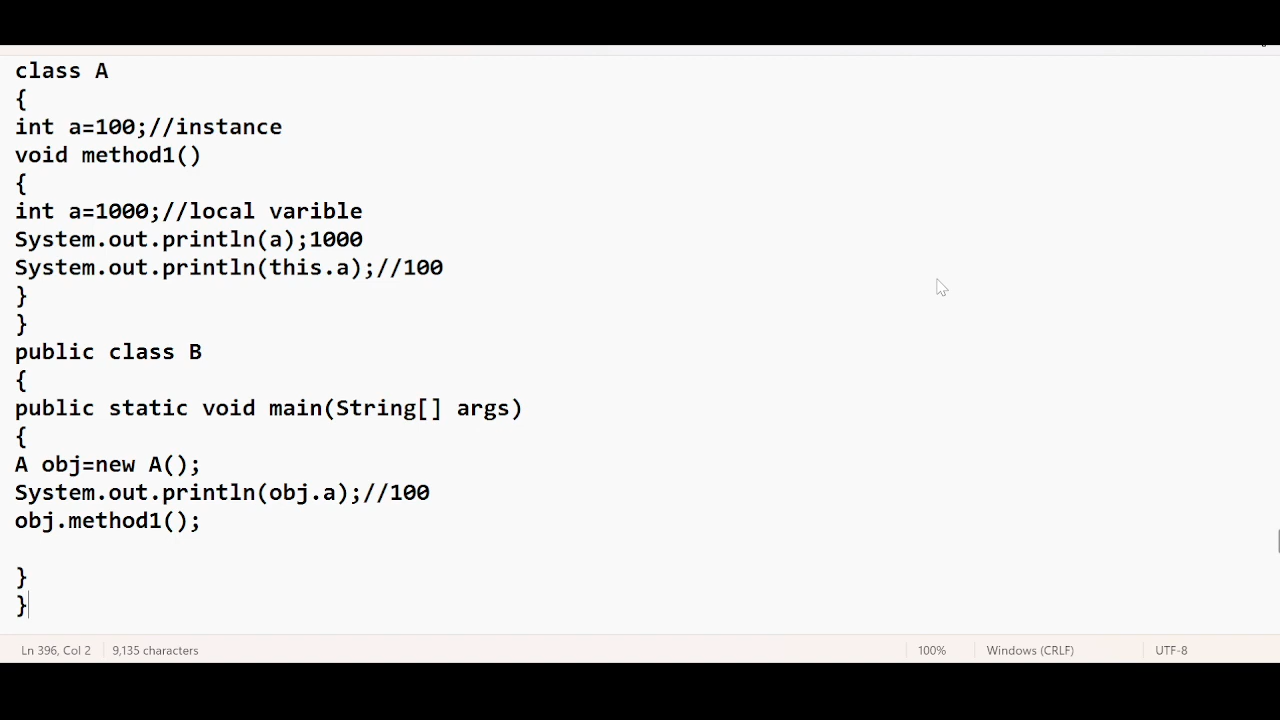 class A
{
int a=100;//instance
void method1()
{
int a=1000;//local varible
System.out.println(a);1000
System.out.println(this.a);//100
}
}
public class B
{
public static void main(String[] args)
{
A obj=new A();
System.out.println(obj.a);//100
obj.method1();
}
}
Ln 396, Col 2 9,135 characters 100% Windows (CRLF) UTF-8